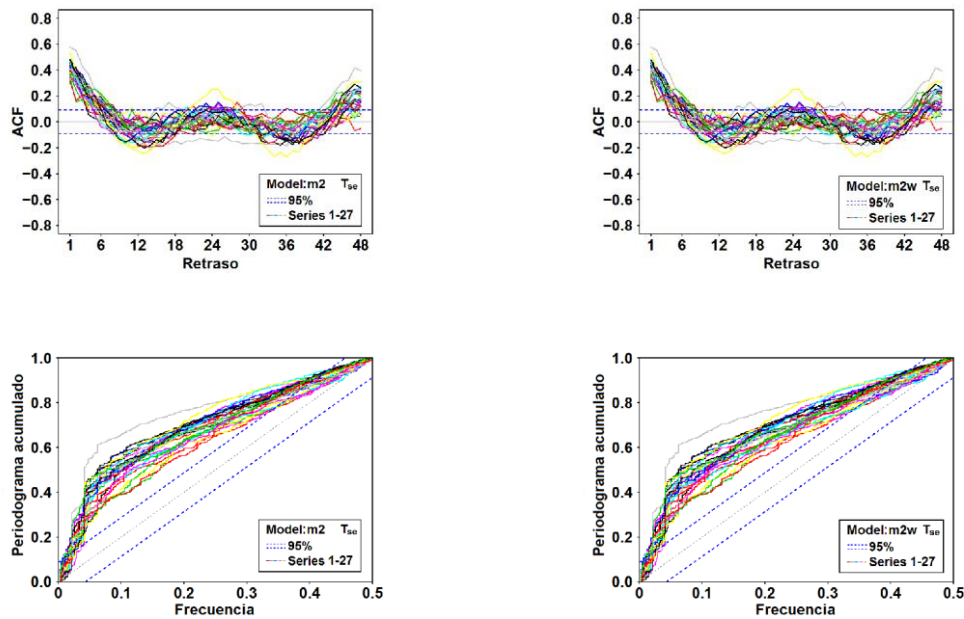 0.8
0.6
0.4
0.2
0.0
−0.2
−0.4
−0.6
−0.8
ACF
Model:m2 Tse
95%
Series 1-27
1 6 12 18 24 30 36 42 48
Retraso
0.8
0.6
0.4
0.2
0.0
−0.2
−0.4
−0.6
−0.8
ACF
Model:m2w Tse
95%
Series 1-27
1 6 12 18 24 30 36 42 48
Retraso
1.0
0.8
0.6
0.4
0.2
0.0
Periodograma acumulado
Model:m2 Tse
95%
Series 1-27
0 0.1 0.2 0.3 0.4 0.5
Frecuencia
1.0
0.8
0.6
0.4
0.2
0.0
Periodograma acumulado
Model:m2w Tse
95%
Series 1-27
0 0.1 0.2 0.3 0.4 0.5
Frecuencia